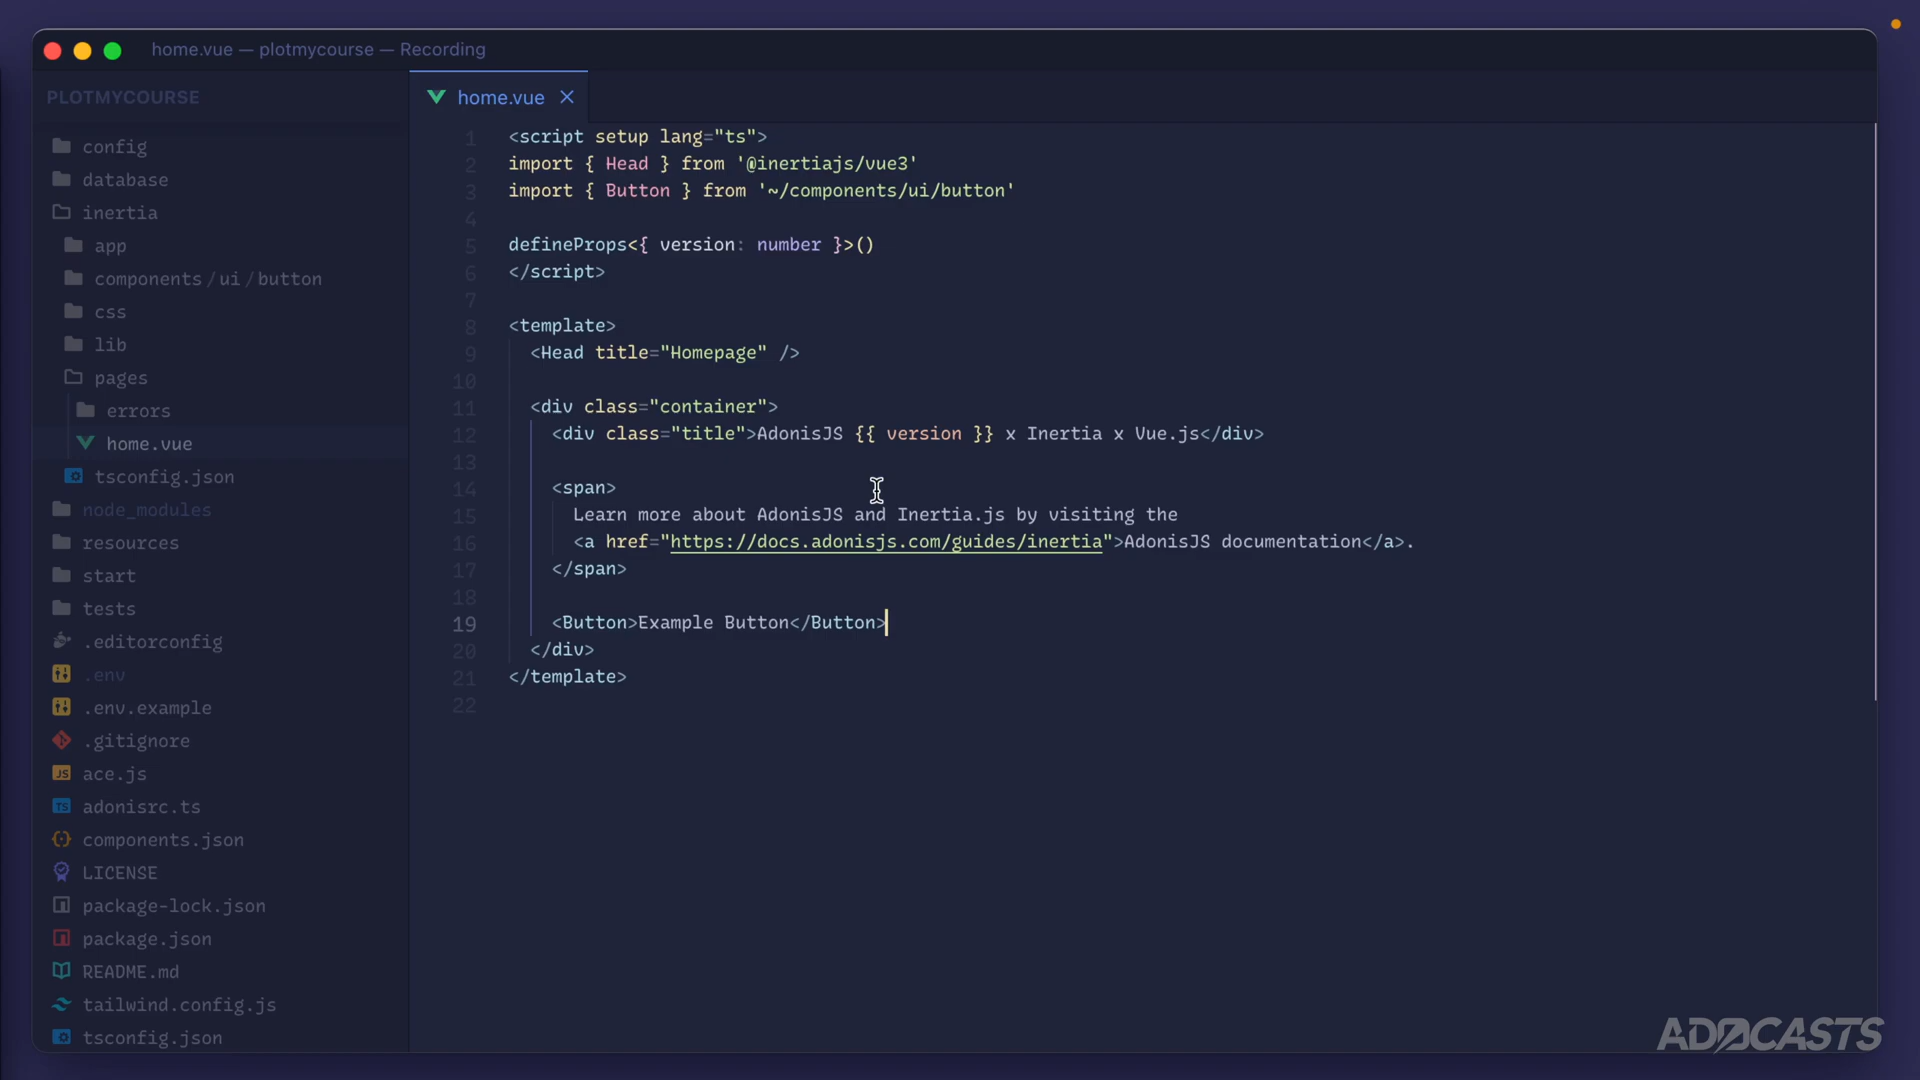 home.vue — plotmycourse — Recording
PLOTMYCOURSE
config
database
inertia
app
components / ui / button
css
lib
pages
errors
home.vue
tsconfig.json
node_modules
resources
start
tests
.editorconfig
.env
.env.example
.gitignore
JS ace.js
TS adonisrc.ts
components.json
LICENSE
package-lock.json
package.json
README.md
tailwind.config.js
tsconfig.json
home.vue
1 <script setup lang="ts">
2 import { Head } from '@inertiajs/vue3'
3 import { Button } from '~/components/ui/button'
4
5 defineProps<{ version: number }>()
6 </script>
7
8 <template>
9 <Head title="Homepage" />
10
11 <div class="container">
12 <div class="title">AdonisJS {{ version }} x Inertia x Vue.js</div>
13
14 <span>
15 Learn more about AdonisJS and Inertia.js by visiting the
16 <a href="https://docs.adonisjs.com/guides/inertia">AdonisJS documentation</a>.
17 </span>
18
19 <Button>Example Button</Button>
20 </div>
21 </template>
22
ADOCASTS